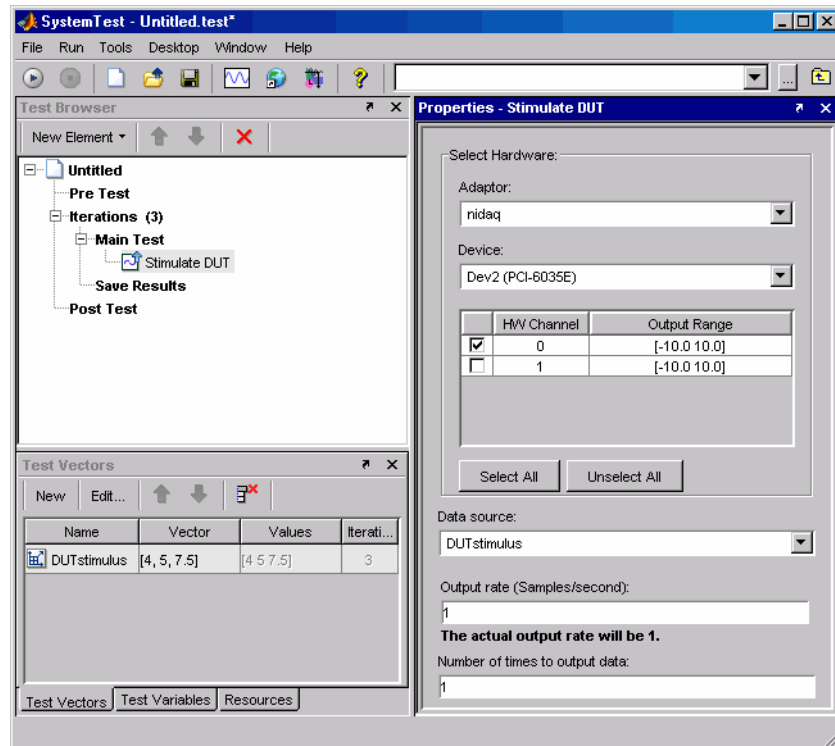 SystemTest - Untitled.test*
File Run Tools Desktop Window Help
...
Test Browser
New Element
Untitled
Pre Test
Iterations (3)
Main Test
Stimulate DUT
Save Results
Post Test
Test Vectors
New Edit...
Name Vector Values Iterati...
DUTstimulus [4, 5, 7.5] [4 5 7.5] 3
Test Vectors Test Variables Resources
Properties - Stimulate DUT
Select Hardware:
Adaptor:
nidaq
Device:
Dev2 (PCI-6035E)
HW Channel Output Range
0 [-10.0 10.0]
1 [-10.0 10.0]
Select All Unselect All
Data source:
DUTstimulus
Output rate (Samples/second):
1
The actual output rate will be 1.
Number of times to output data:
1